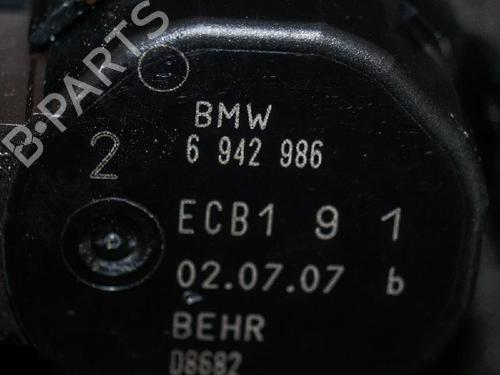 B-PARTS
BMW
6 942 986
2
ECB1 9 1
02.07.07 b
BEHR
D8682